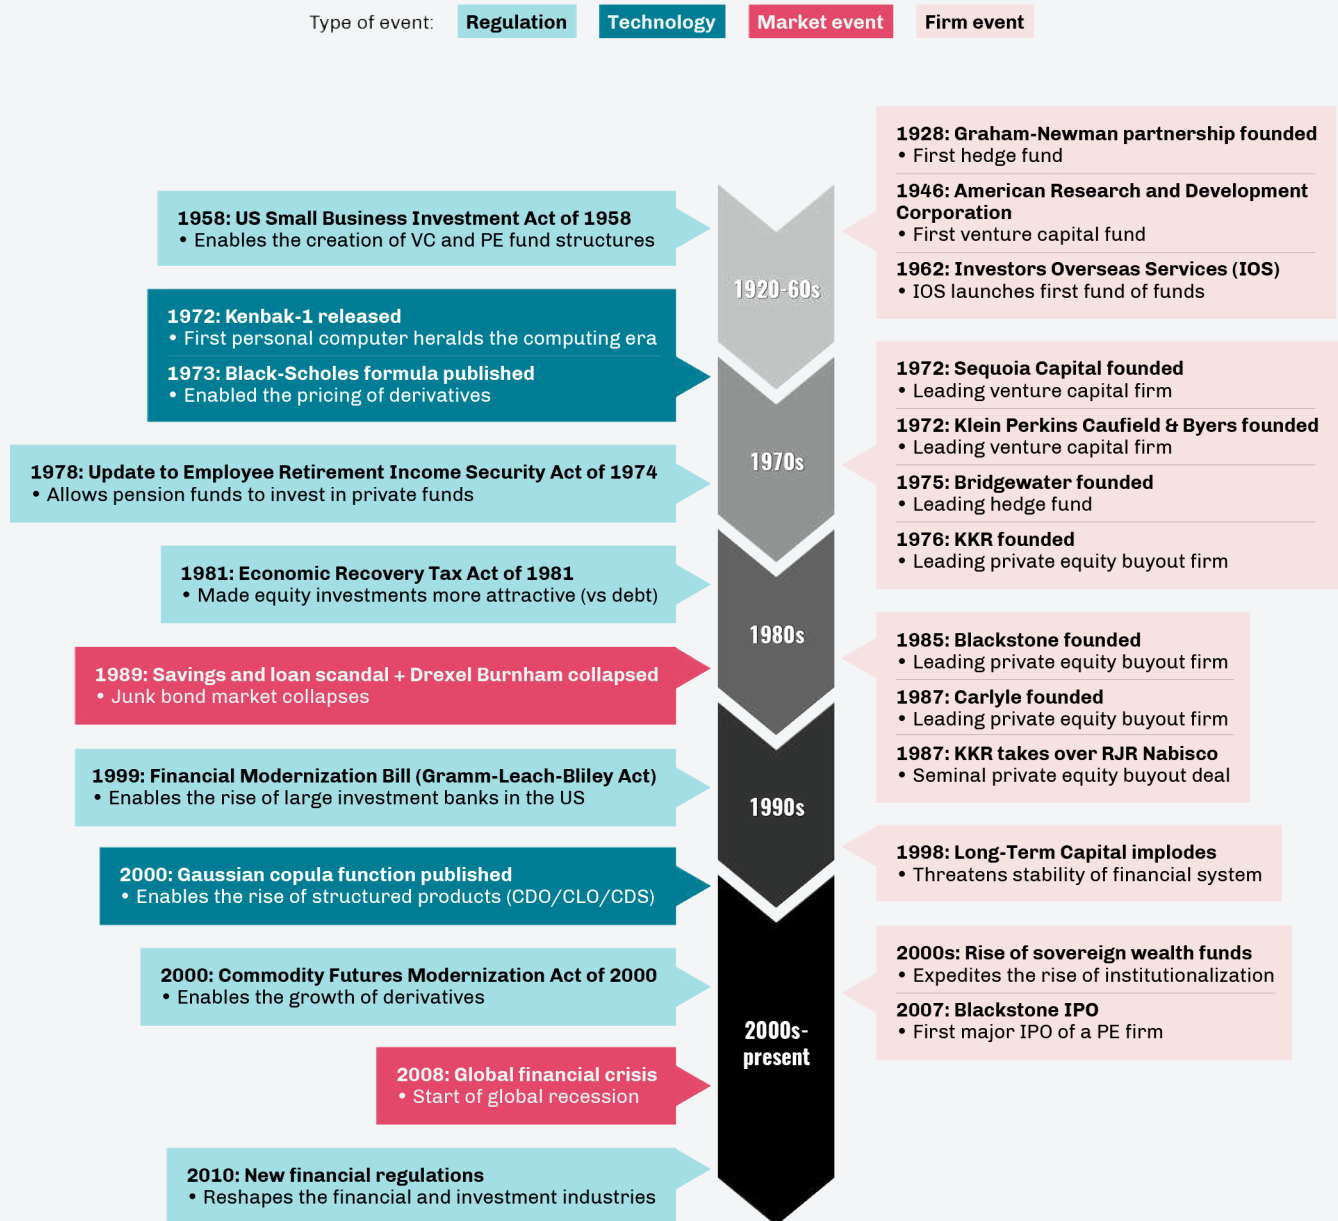 Type of event: Regulation Technology Market event Firm event
1958: US Small Business Investment Act of 1958
• Enables the creation of VC and PE fund structures
1972: Kenbak-1 released
• First personal computer heralds the computing era
1973: Black-Scholes formula published
• Enabled the pricing of derivatives
1978: Update to Employee Retirement Income Security Act of 1974
• Allows pension funds to invest in private funds
1981: Economic Recovery Tax Act of 1981
• Made equity investments more attractive (vs debt)
1989: Savings and loan scandal + Drexel Burnham collapsed
• Junk bond market collapses
1999: Financial Modernization Bill (Gramm-Leach-Bliley Act)
• Enables the rise of large investment banks in the US
2000: Gaussian copula function published
• Enables the rise of structured products (CDO/CLO/CDS)
2000: Commodity Futures Modernization Act of 2000
• Enables the growth of derivatives
2008: Global financial crisis
• Start of global recession
2010: New financial regulations
• Reshapes the financial and investment industries
1920-60s
1970s
1980s
1990s
2000s-
present
1928: Graham-Newman partnership founded
• First hedge fund
1946: American Research and Development
Corporation
• First venture capital fund
1962: Investors Overseas Services (IOS)
• IOS launches first fund of funds
1972: Sequoia Capital founded
• Leading venture capital firm
1972: Klein Perkins Caufield & Byers founded
• Leading venture capital firm
1975: Bridgewater founded
• Leading hedge fund
1976: KKR founded
• Leading private equity buyout firm
1985: Blackstone founded
• Leading private equity buyout firm
1987: Carlyle founded
• Leading private equity buyout firm
1987: KKR takes over RJR Nabisco
• Seminal private equity buyout deal
1998: Long-Term Capital implodes
• Threatens stability of financial system
2000s: Rise of sovereign wealth funds
• Expedites the rise of institutionalization
2007: Blackstone IPO
• First major IPO of a PE firm